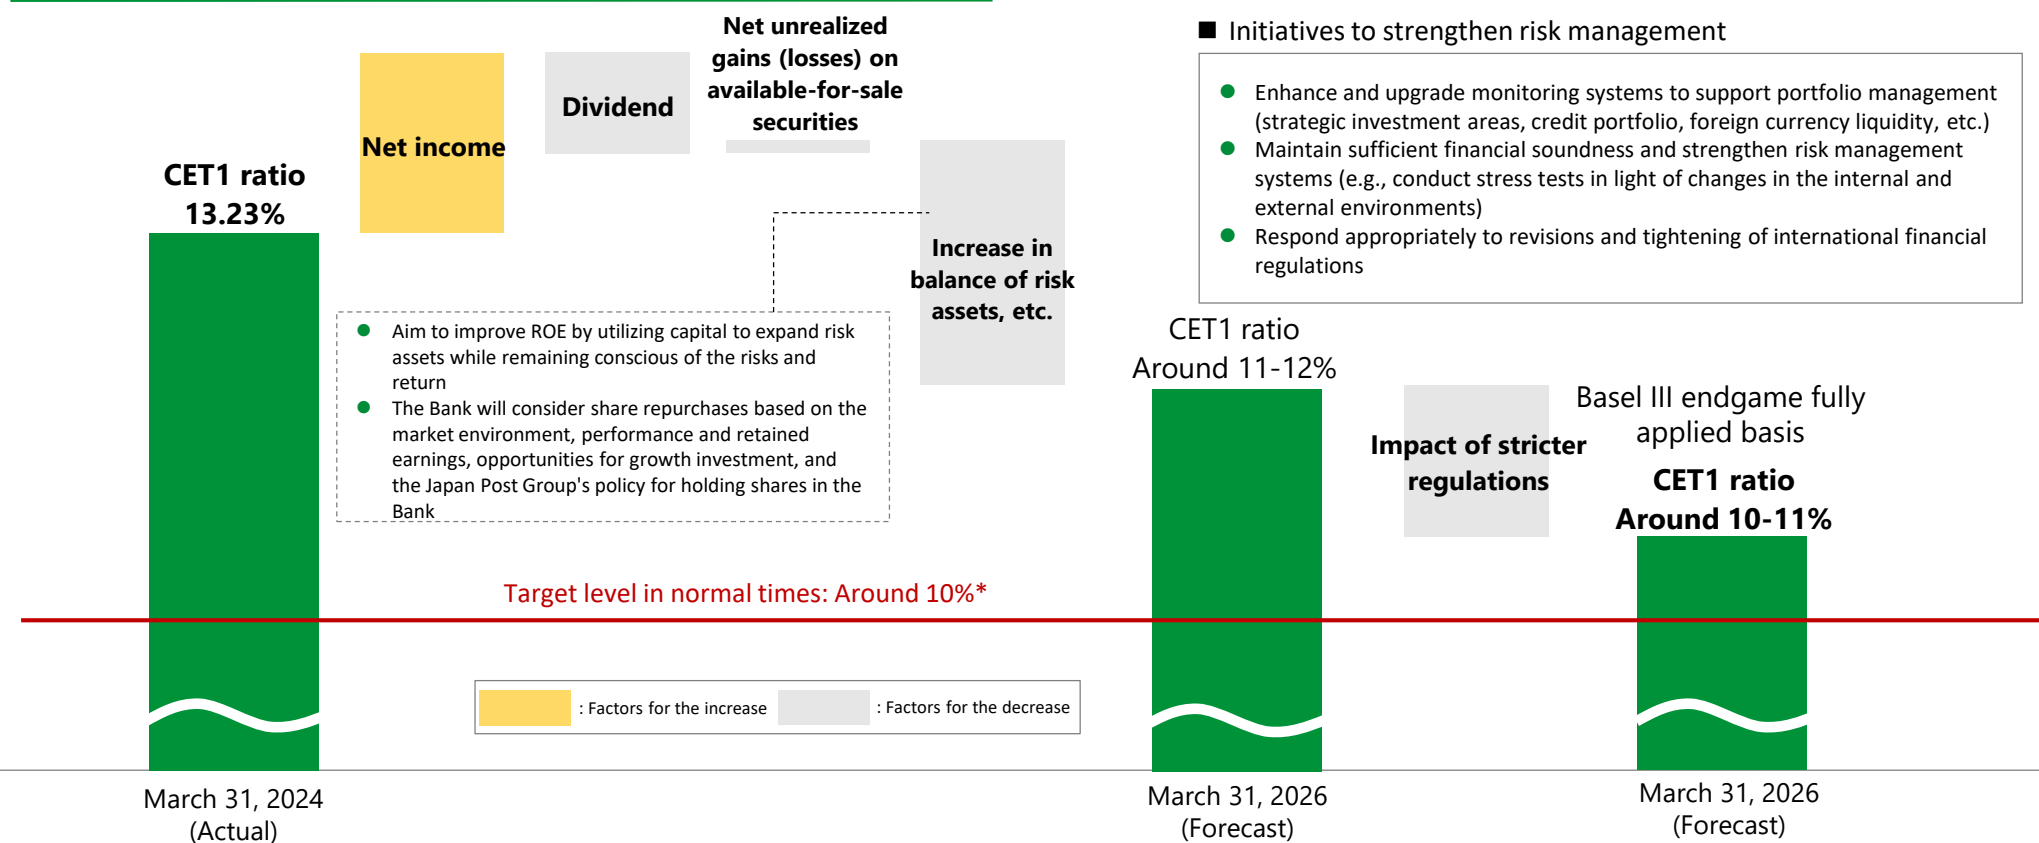 Net unrealized
gains (losses) on
available-for-sale
securities
Dividend
Net income
CET1 ratio
13.23%
Increase in
balance of risk
assets, etc.
■ Initiatives to strengthen risk management
● Enhance and upgrade monitoring systems to support portfolio management
(strategic investment areas, credit portfolio, foreign currency liquidity, etc.)
● Maintain sufficient financial soundness and strengthen risk management
systems (e.g., conduct stress tests in light of changes in the internal and
external environments)
● Respond appropriately to revisions and tightening of international financial
regulations
● Aim to improve ROE by utilizing capital to expand risk
assets while remaining conscious of the risks and
return
● The Bank will consider share repurchases based on the
market environment, performance and retained
earnings, opportunities for growth investment, and
the Japan Post Group's policy for holding shares in the
Bank
CET1 ratio
Around 11-12%
Impact of stricter
regulations
Basel III endgame fully
applied basis
CET1 ratio
Around 10-11%
Target level in normal times: Around 10%*
: Factors for the increase
: Factors for the decrease
March 31, 2024
(Actual)
March 31, 2026
(Forecast)
March 31, 2026
(Forecast)